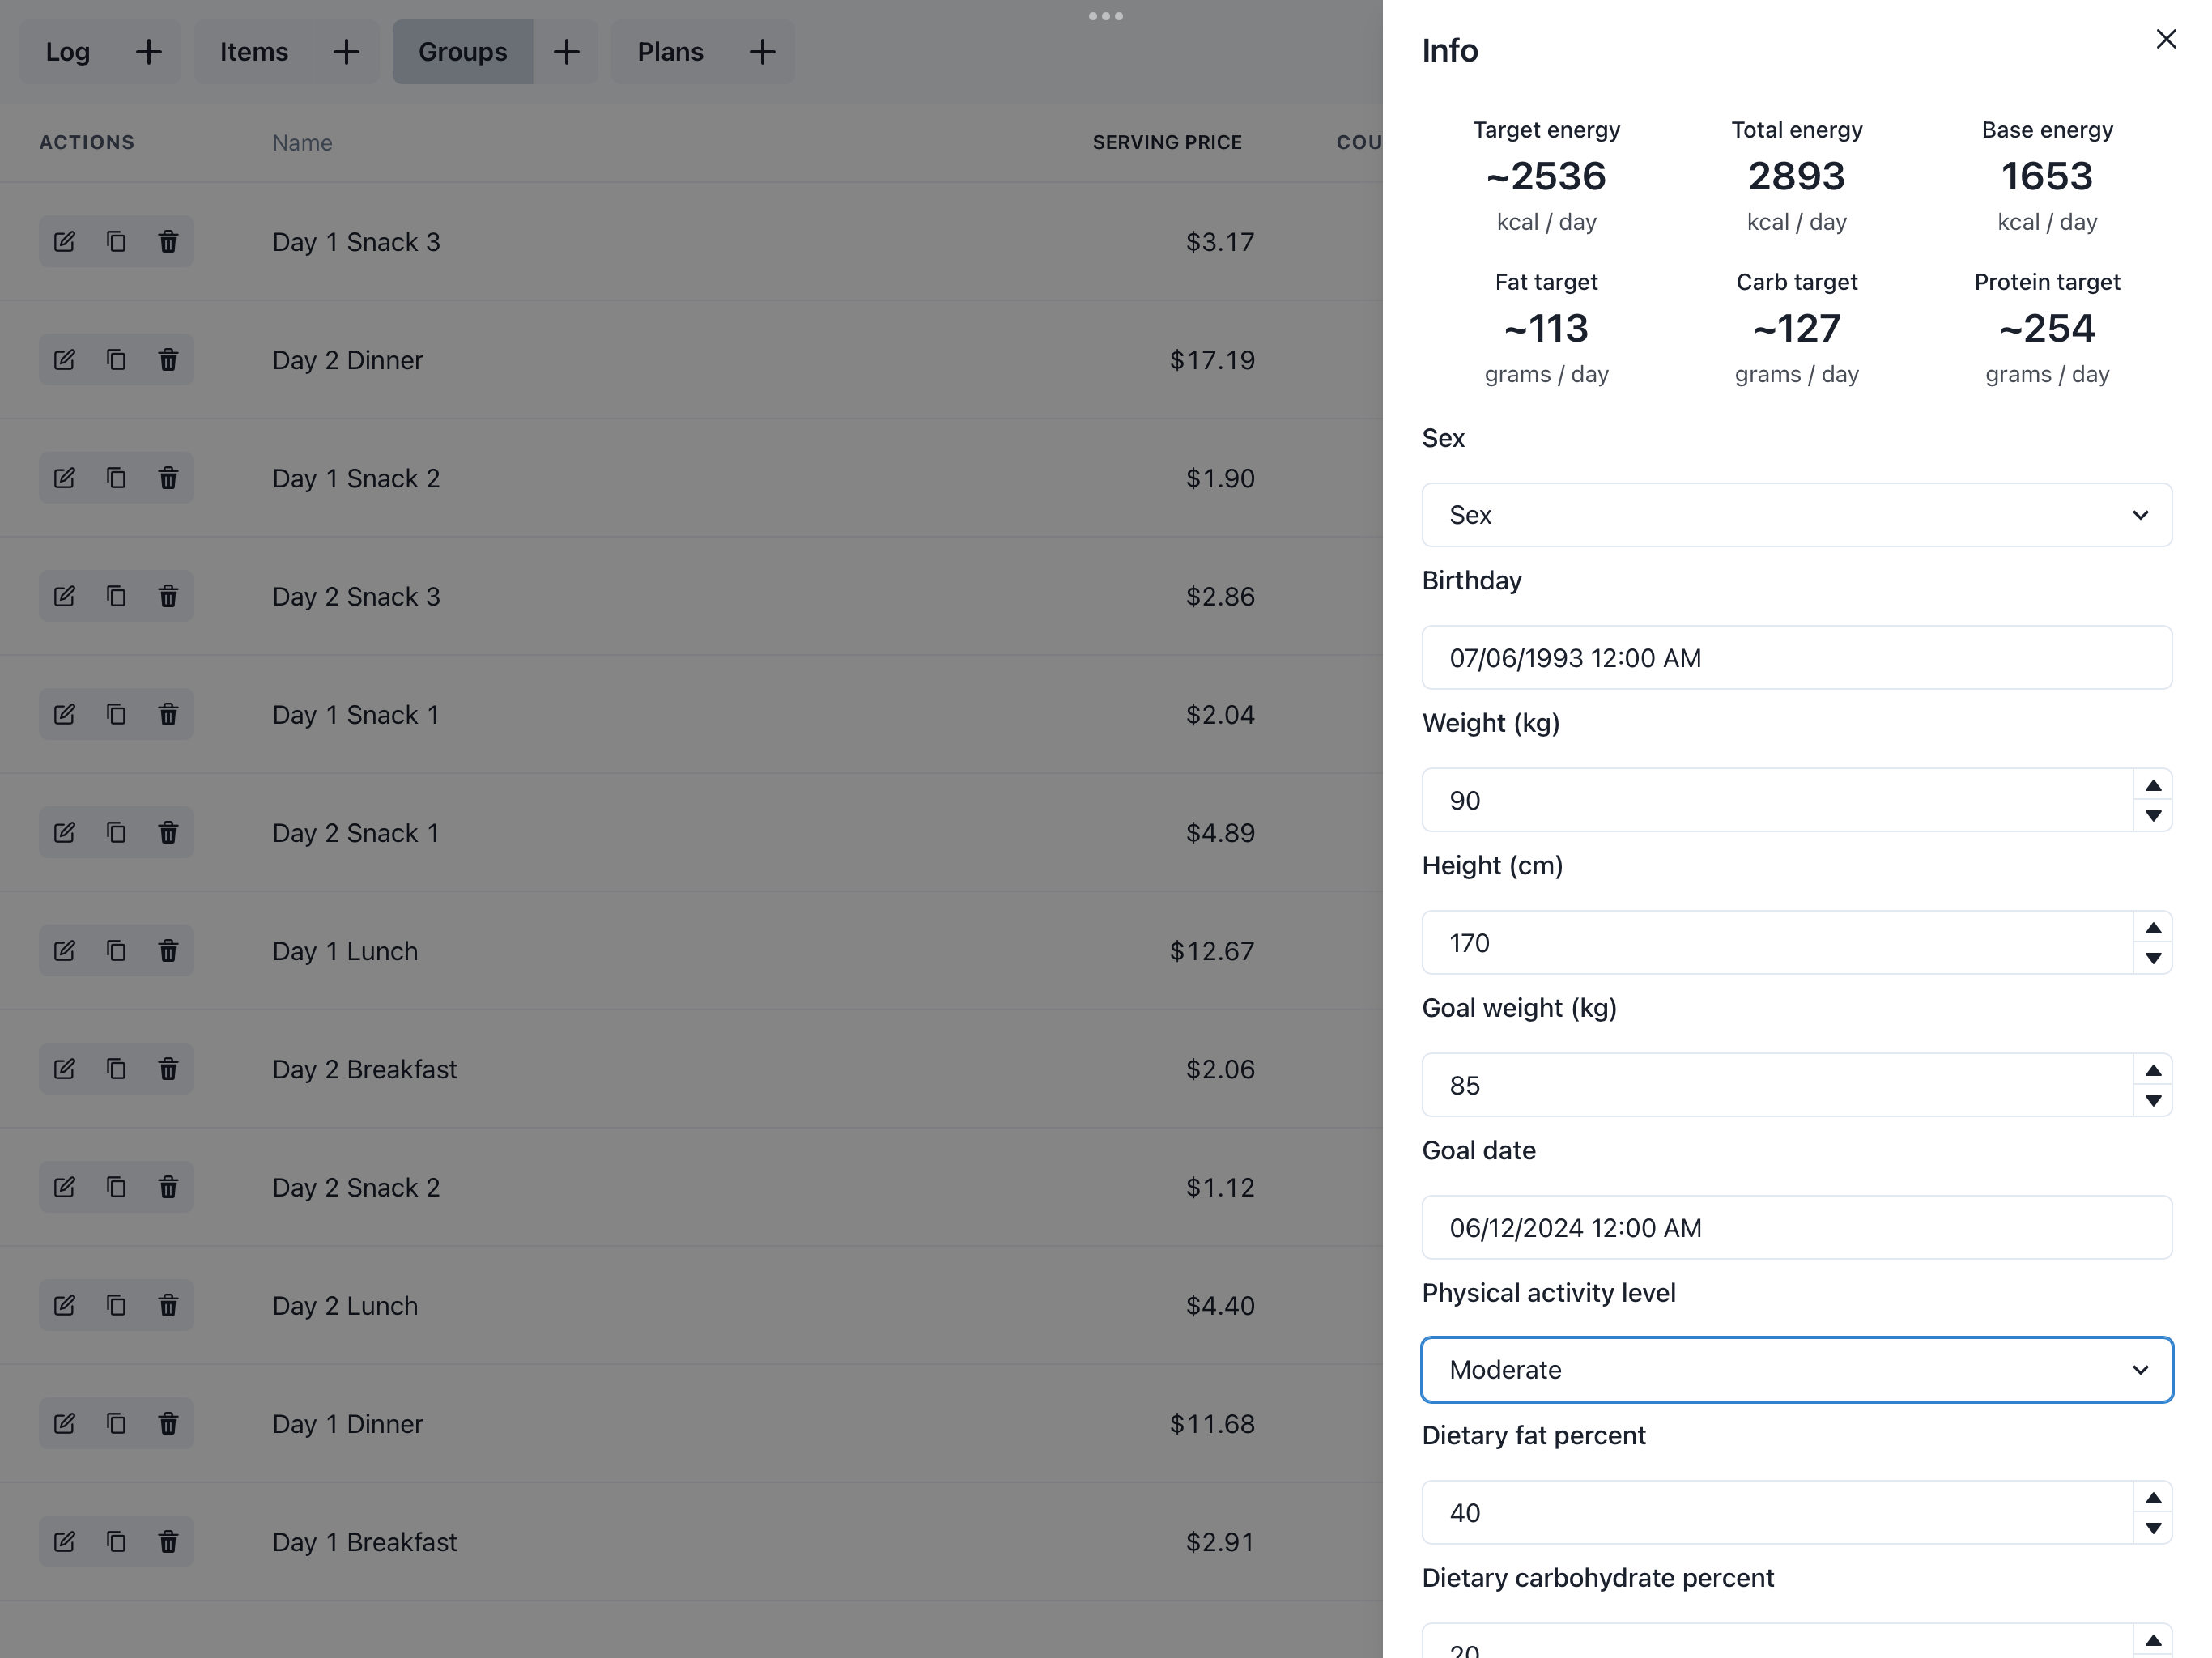 Log
Items
Groups
Plans
ACTIONS Name SERVING PRICE COU
Day 1 Snack 3 $3.17
Day 2 Dinner $17.19
Day 1 Snack 2 $1.90
Day 2 Snack 3 $2.86
Day 1 Snack 1 $2.04
Day 2 Snack 1 $4.89
Day 1 Lunch $12.67
Day 2 Breakfast $2.06
Day 2 Snack 2 $1.12
Day 2 Lunch $4.40
Day 1 Dinner $11.68
Day 1 Breakfast $2.91
Info
Target energy Total energy Base energy
~2536 2893 1653
kcal / day kcal / day kcal / day
Fat target Carb target Protein target
~113 ~127 ~254
grams / day grams / day grams / day
Sex
Sex
Birthday
07/06/1993 12:00 AM
Weight (kg)
90
Height (cm)
170
Goal weight (kg)
85
Goal date
06/12/2024 12:00 AM
Physical activity level
Moderate
Dietary fat percent
40
Dietary carbohydrate percent
20